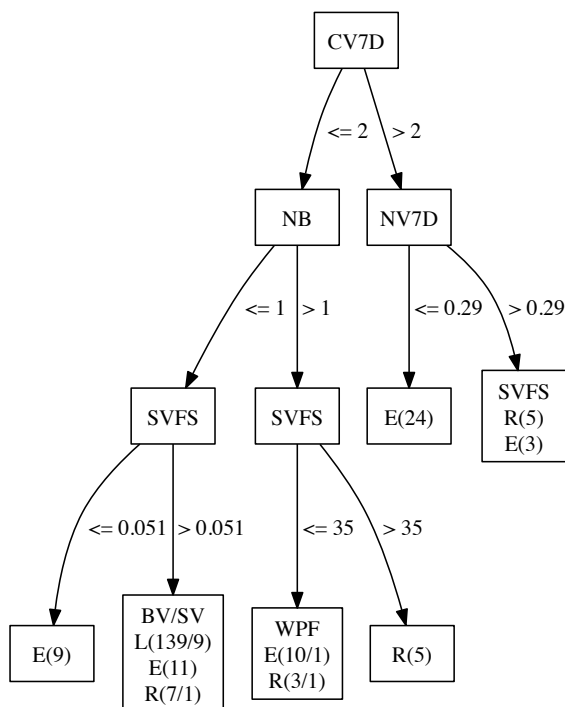 CV7D
<= 2
> 2
NB
NV7D
<= 1
> 1
<= 0.29
> 0.29
SVFS
SVFS
E(24)
SVFS
R(5)
E(3)
<= 0.051
> 0.051
<= 35
> 35
E(9)
BV/SV
L(139/9)
E(11)
R(7/1)
WPF
E(10/1)
R(3/1)
R(5)